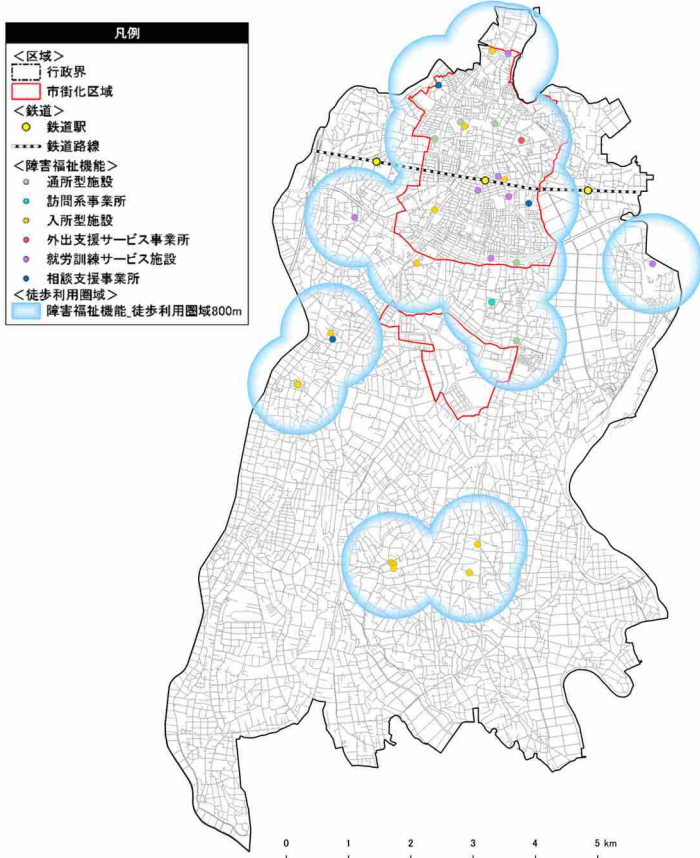 凡例
＜区域＞
行政界
市街化区域
＜鉄道＞
鉄道駅
鉄道路線
＜障害福祉機能＞
通所型施設
訪問系事業所
入所型施設
外出支援サービス事業所
就労訓練サービス施設
相談支援事業所
＜徒歩利用圏域＞
障害福祉機能_徒歩利用圏域800m
0 1 2 3 4 5 km